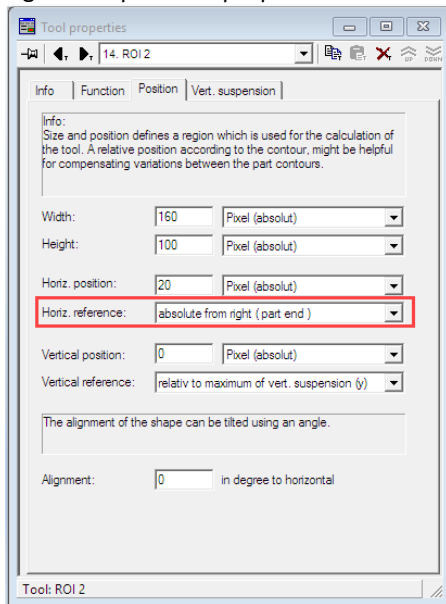 Tool properties
14. ROI 2
UP DOWN
Info Function Position Vert. suspension
Info:
Size and position defines a region which is used for the calculation of
the tool. A relative position according to the contour, might be helpful
for compensating variations between the part contours.
Width: 160 Pixel (absolut)
Height: 100 Pixel (absolut)
Horiz. position: 20 Pixel (absolut)
Horiz. reference: absolute from right ( part end )
Vertical position: 0 Pixel (absolut)
Vertical reference: relativ to maximum of vert. suspension (y)
The alignment of the shape can be tilted using an angle.
Alignment: 0 in degree to horizontal
Tool: ROI 2